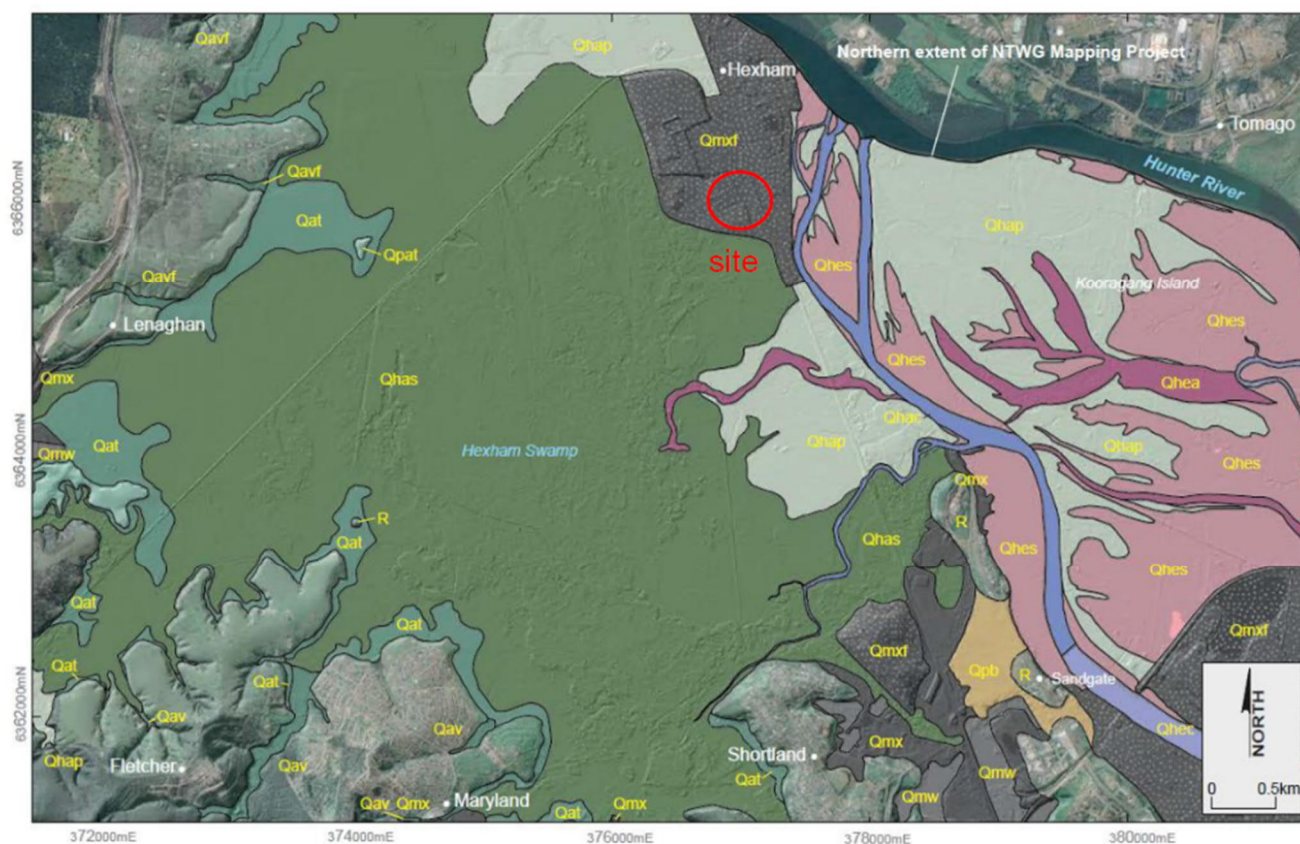 Qavf
Qhap
Hexham
Northern extent of NTWG Mapping Project
Tomago
Hunter River
Qmxf
6366000mN
Qavf
Qat
Qpat
site
Qhap
Qhes
Qavf
Kooragang Island
Lenaghan
Qhes
Qmx
Qhas
Qhes
Qhea
Qhac
Qhap
Qhap
6364000mN
Qat
Qmw
Hexham Swamp
Qhes
Qmx
R
R
Qat
Qhas
Qhes
Qhes
Qat
Qat
Qmxf
Qmxf
Qat
Qat
Qpb
R
Sandgate
6362000mN
Qav
Qav
Qhec
NORTH
Qhap
Fletcher
Qav
Shortland
Qmx
Qat
Qmw
Qmw
0 0.5km
Qav
Qmx
Maryland
Qat
Qmx
372000mE
374000mE
376000mE
378000mE
380000mE